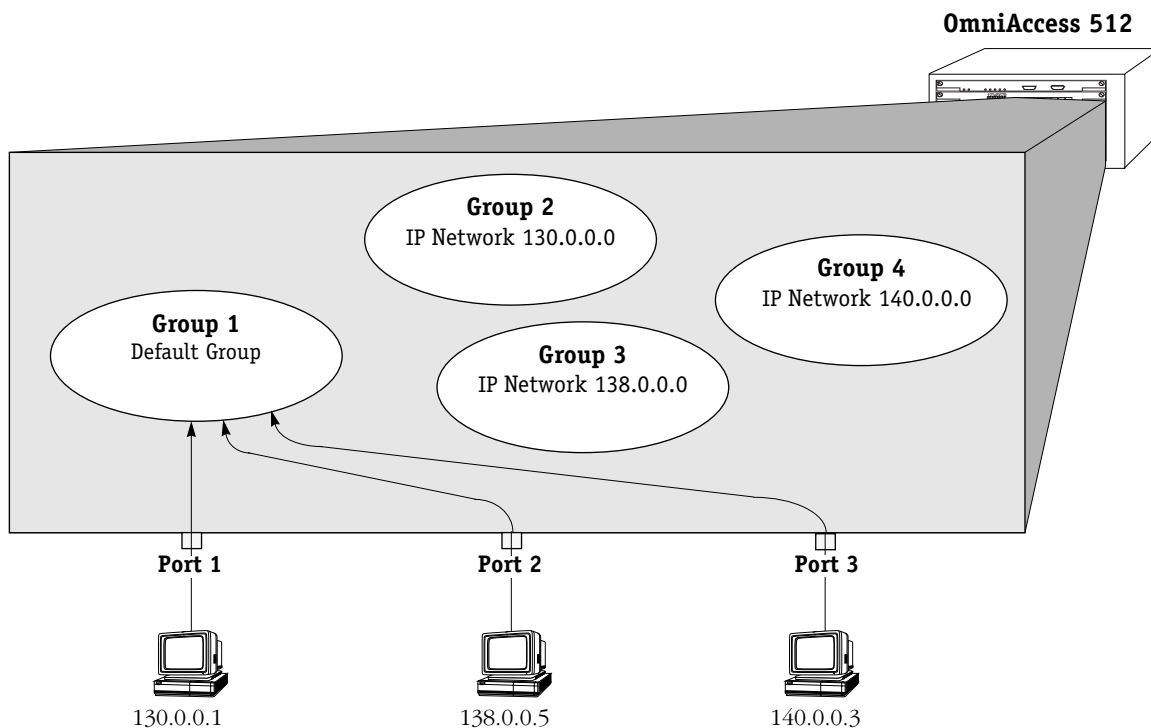 OmniAccess 512
Group 2
IP Network 130.0.0.0
Group 4
IP Network 140.0.0.0
Group 1
Default Group
Group 3
IP Network 138.0.0.0
Port 1
Port 2
Port 3
130.0.0.1
138.0.0.5
140.0.0.3